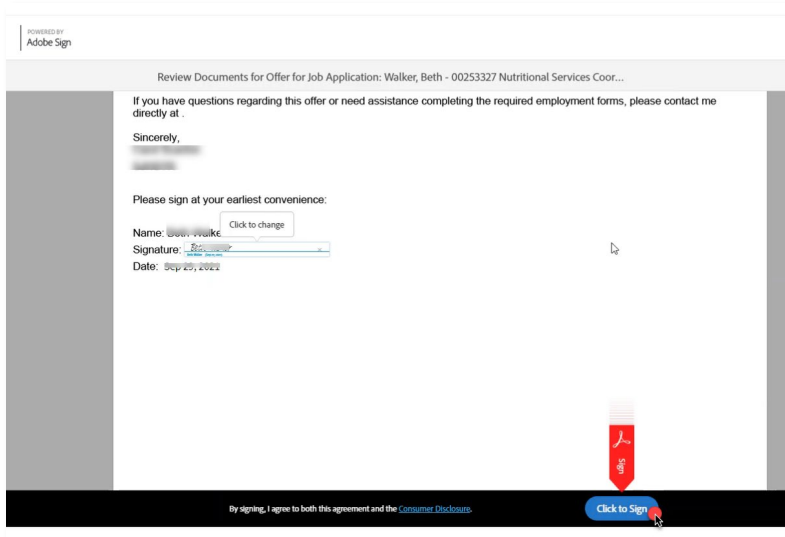 POWERED BY
Adobe Sign
Review Documents for Offer for Job Application: Walker, Beth - 00253327 Nutritional Services Coor...
If you have questions regarding this offer or need assistance completing the required employment forms, please contact me
directly at .
Sincerely,
Please sign at your earliest convenience:
Click to change
Name:
Signature:
Date:
Sign
By signing, I agree to both this agreement and the Consumer Disclosure.
Click to Sign